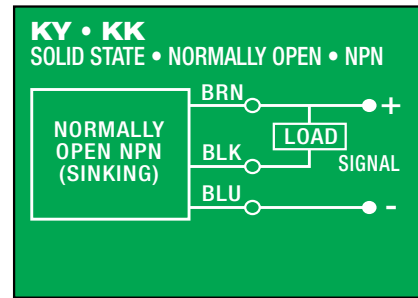 KY • KK
SOLID STATE • NORMALLY OPEN • NPN
BRN
+
NORMALLY
OPEN NPN
(SINKING)
LOAD
BLK
SIGNAL
BLU
-